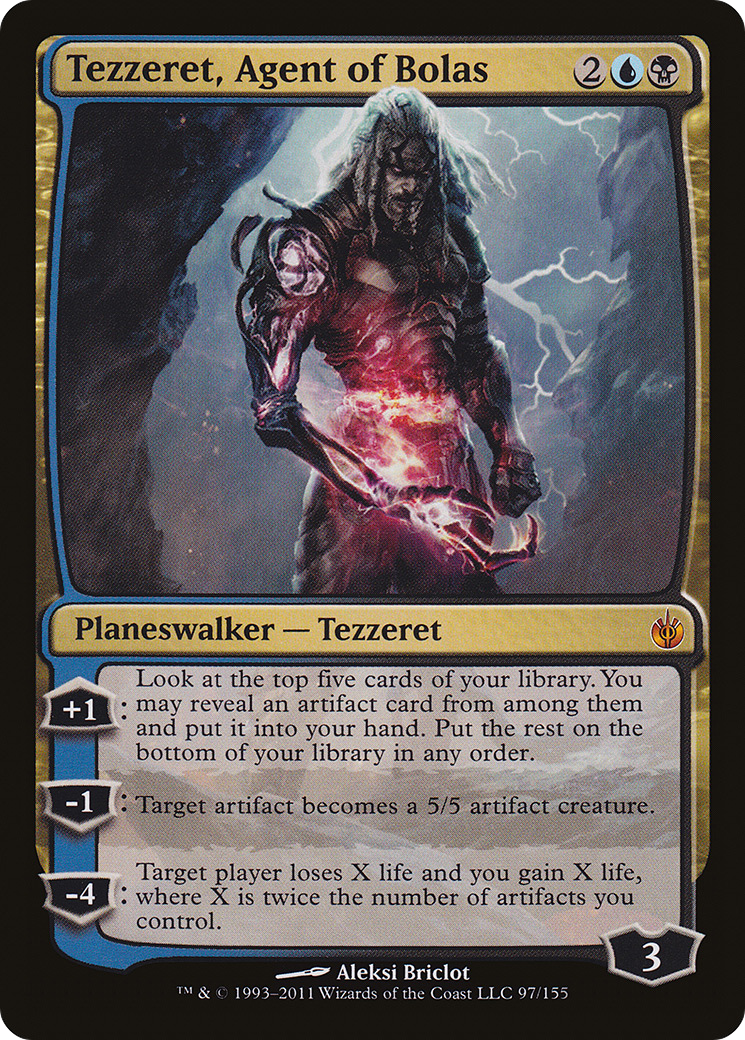 Tezzeret, Agent of Bolas 2
Planeswalker — Tezzeret
+1: Look at the top five cards of your library. You
may reveal an artifact card from among them
and put it into your hand. Put the rest on the
bottom of your library in any order.
-1: Target artifact becomes a 5/5 artifact creature.
-4: Target player loses X life and you gain X life,
where X is twice the number of artifacts you
control.
3
Aleksi Briclot
™ & © 1993–2011 Wizards of the Coast LLC 97/155